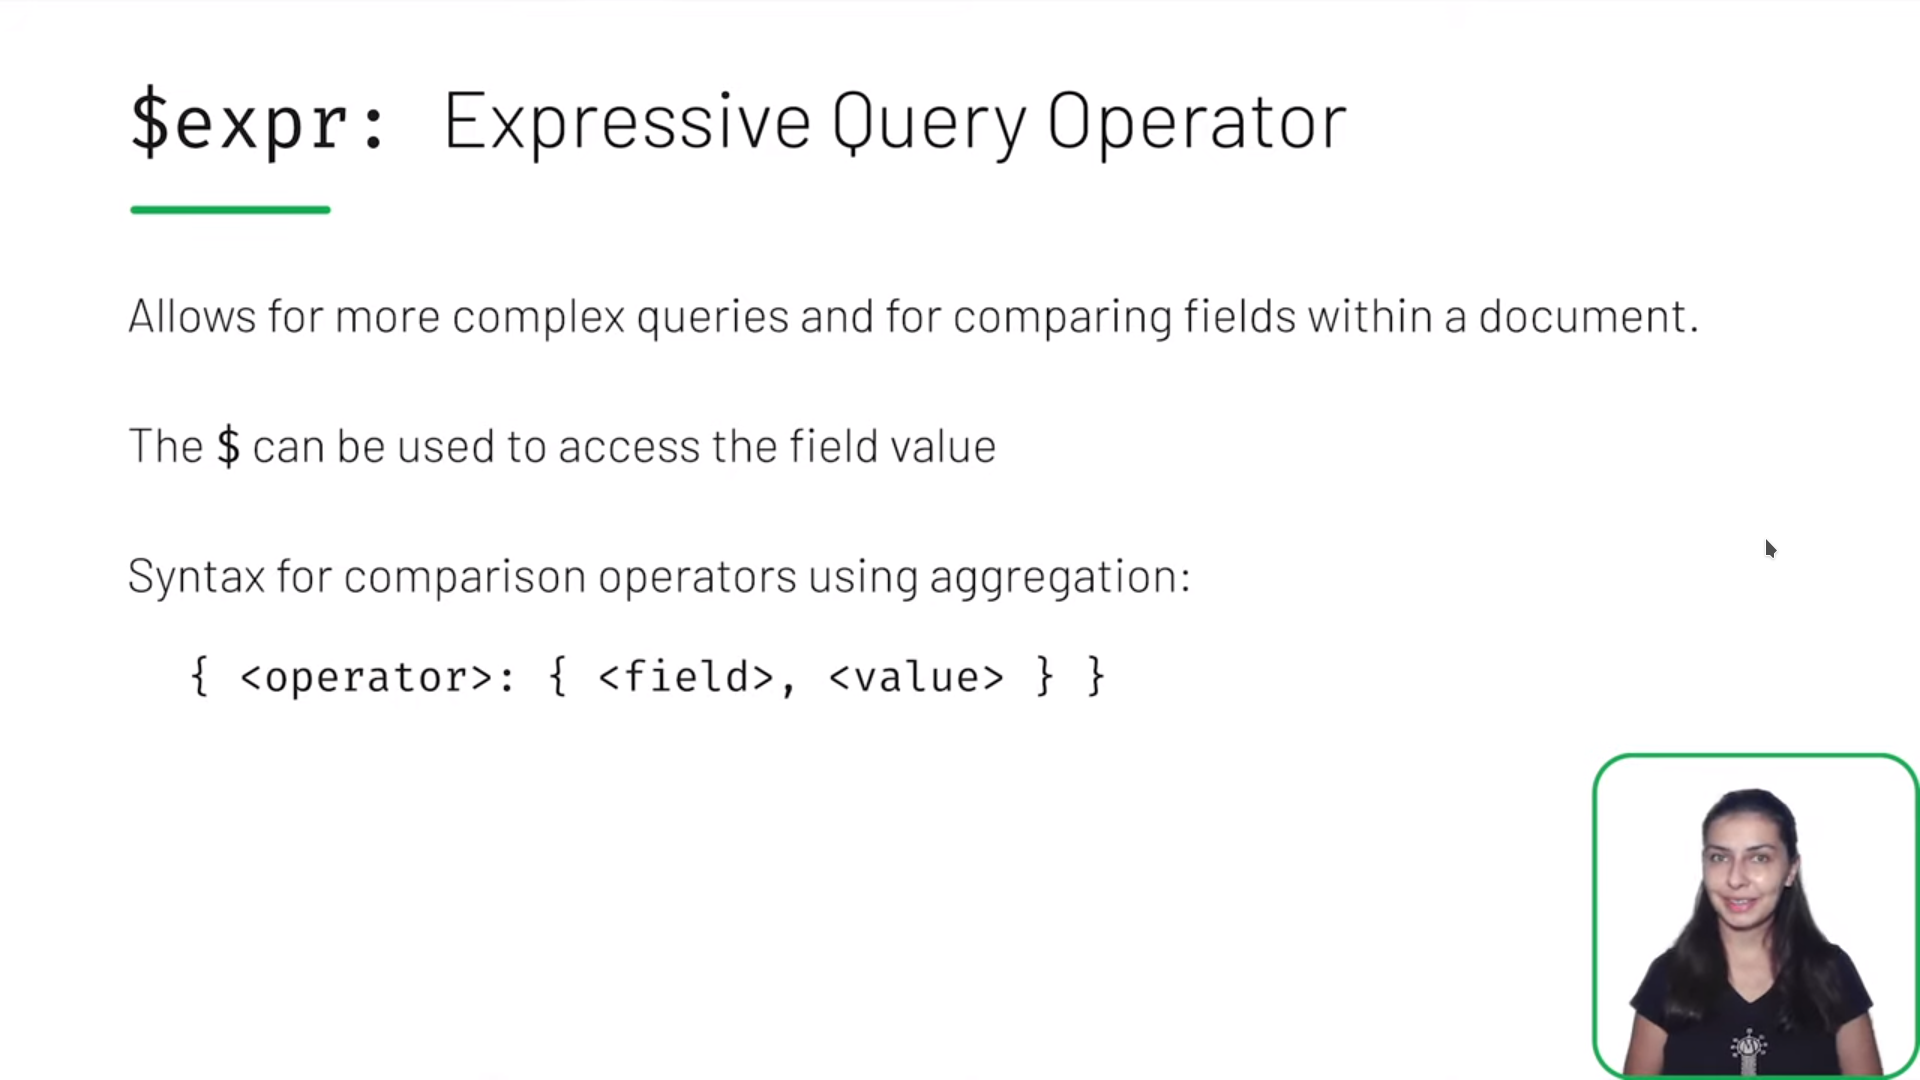 $expr: Expressive Query Operator
Allows for more complex queries and for comparing fields within a document.
The $ can be used to access the field value
Syntax for comparison operators using aggregation:
{ <operator>: { <field>, <value> } }